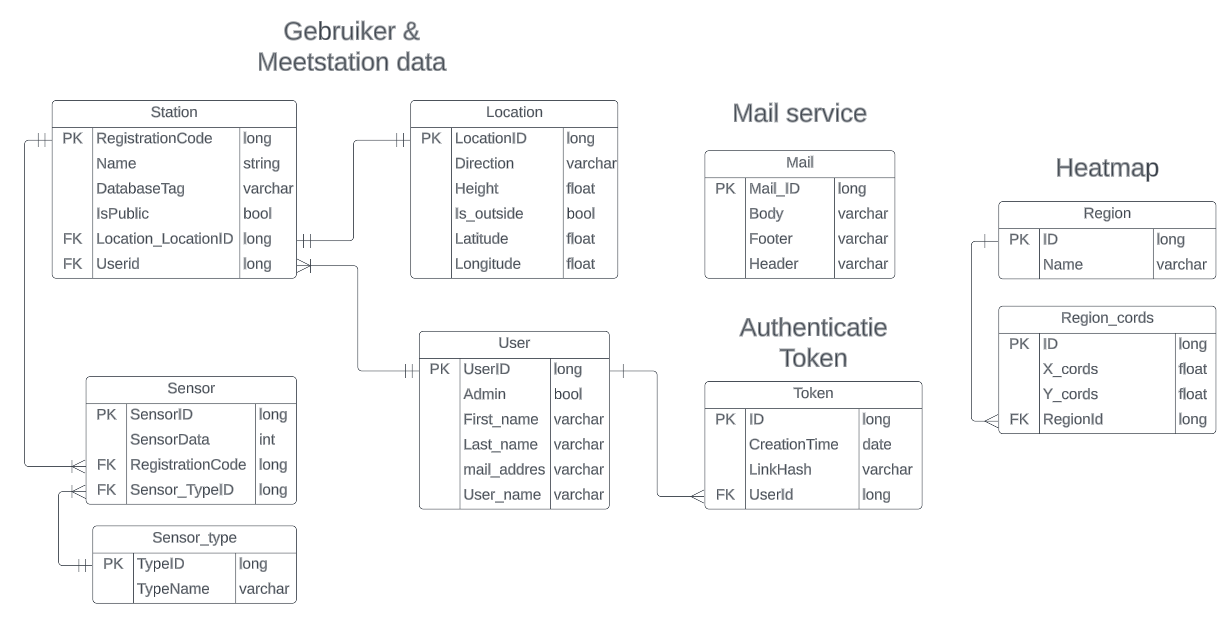 Gebruiker &
Meetstation data
Station
PK RegistrationCode long
Name string
DatabaseTag varchar
IsPublic bool
FK Location_LocationID long
FK Userid long
Location
PK LocationID long
Direction varchar
Height float
Is_outside bool
Latitude float
Longitude float
User
PK UserID long
Admin bool
First_name varchar
Last_name varchar
mail_addres varchar
User_name varchar
Sensor
PK SensorID long
SensorData int
FK RegistrationCode long
FK Sensor_TypeID long
Sensor_type
PK TypeID long
TypeName varchar
Mail service
Mail
PK Mail_ID long
Body varchar
Footer varchar
Header varchar
Authenticatie
Token
Token
PK ID long
CreationTime date
LinkHash varchar
FK UserId long
Heatmap
Region
PK ID long
Name varchar
Region_cords
PK ID long
X_cords float
Y_cords float
FK RegionId long